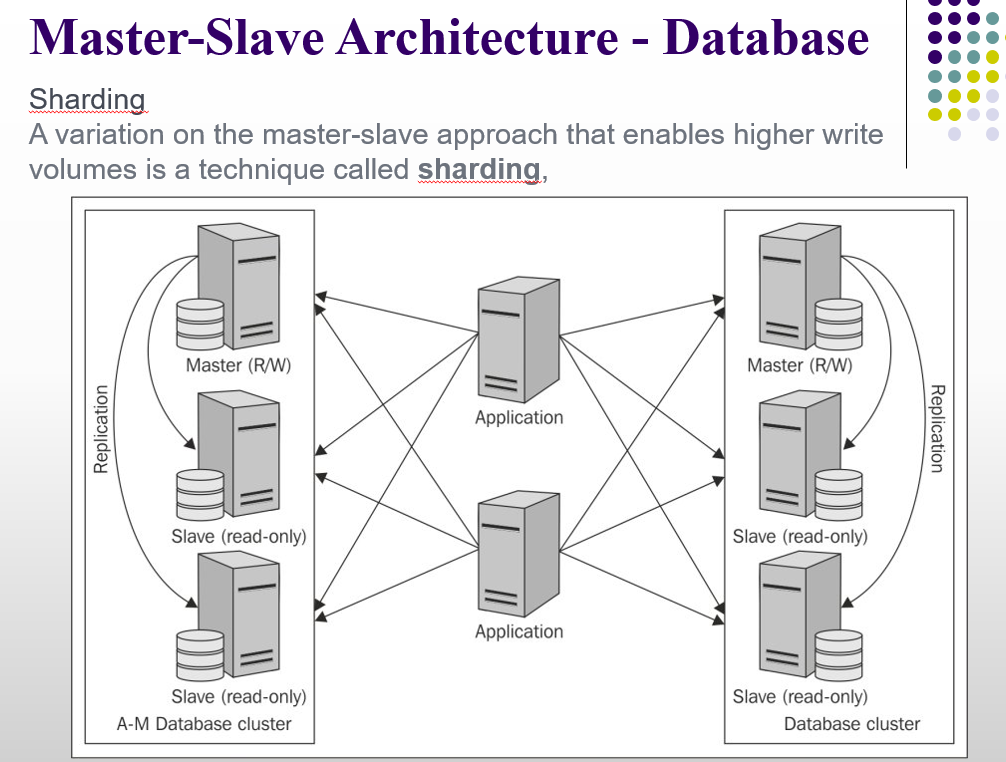 Master-Slave Architecture - Database
Sharding
A variation on the master-slave approach that enables higher write
volumes is a technique called sharding,
Master (R/W)
Replication
Slave (read-only)
Slave (read-only)
A-M Database cluster
Application
Application
Master (R/W)
Replication
Slave (read-only)
Slave (read-only)
Database cluster